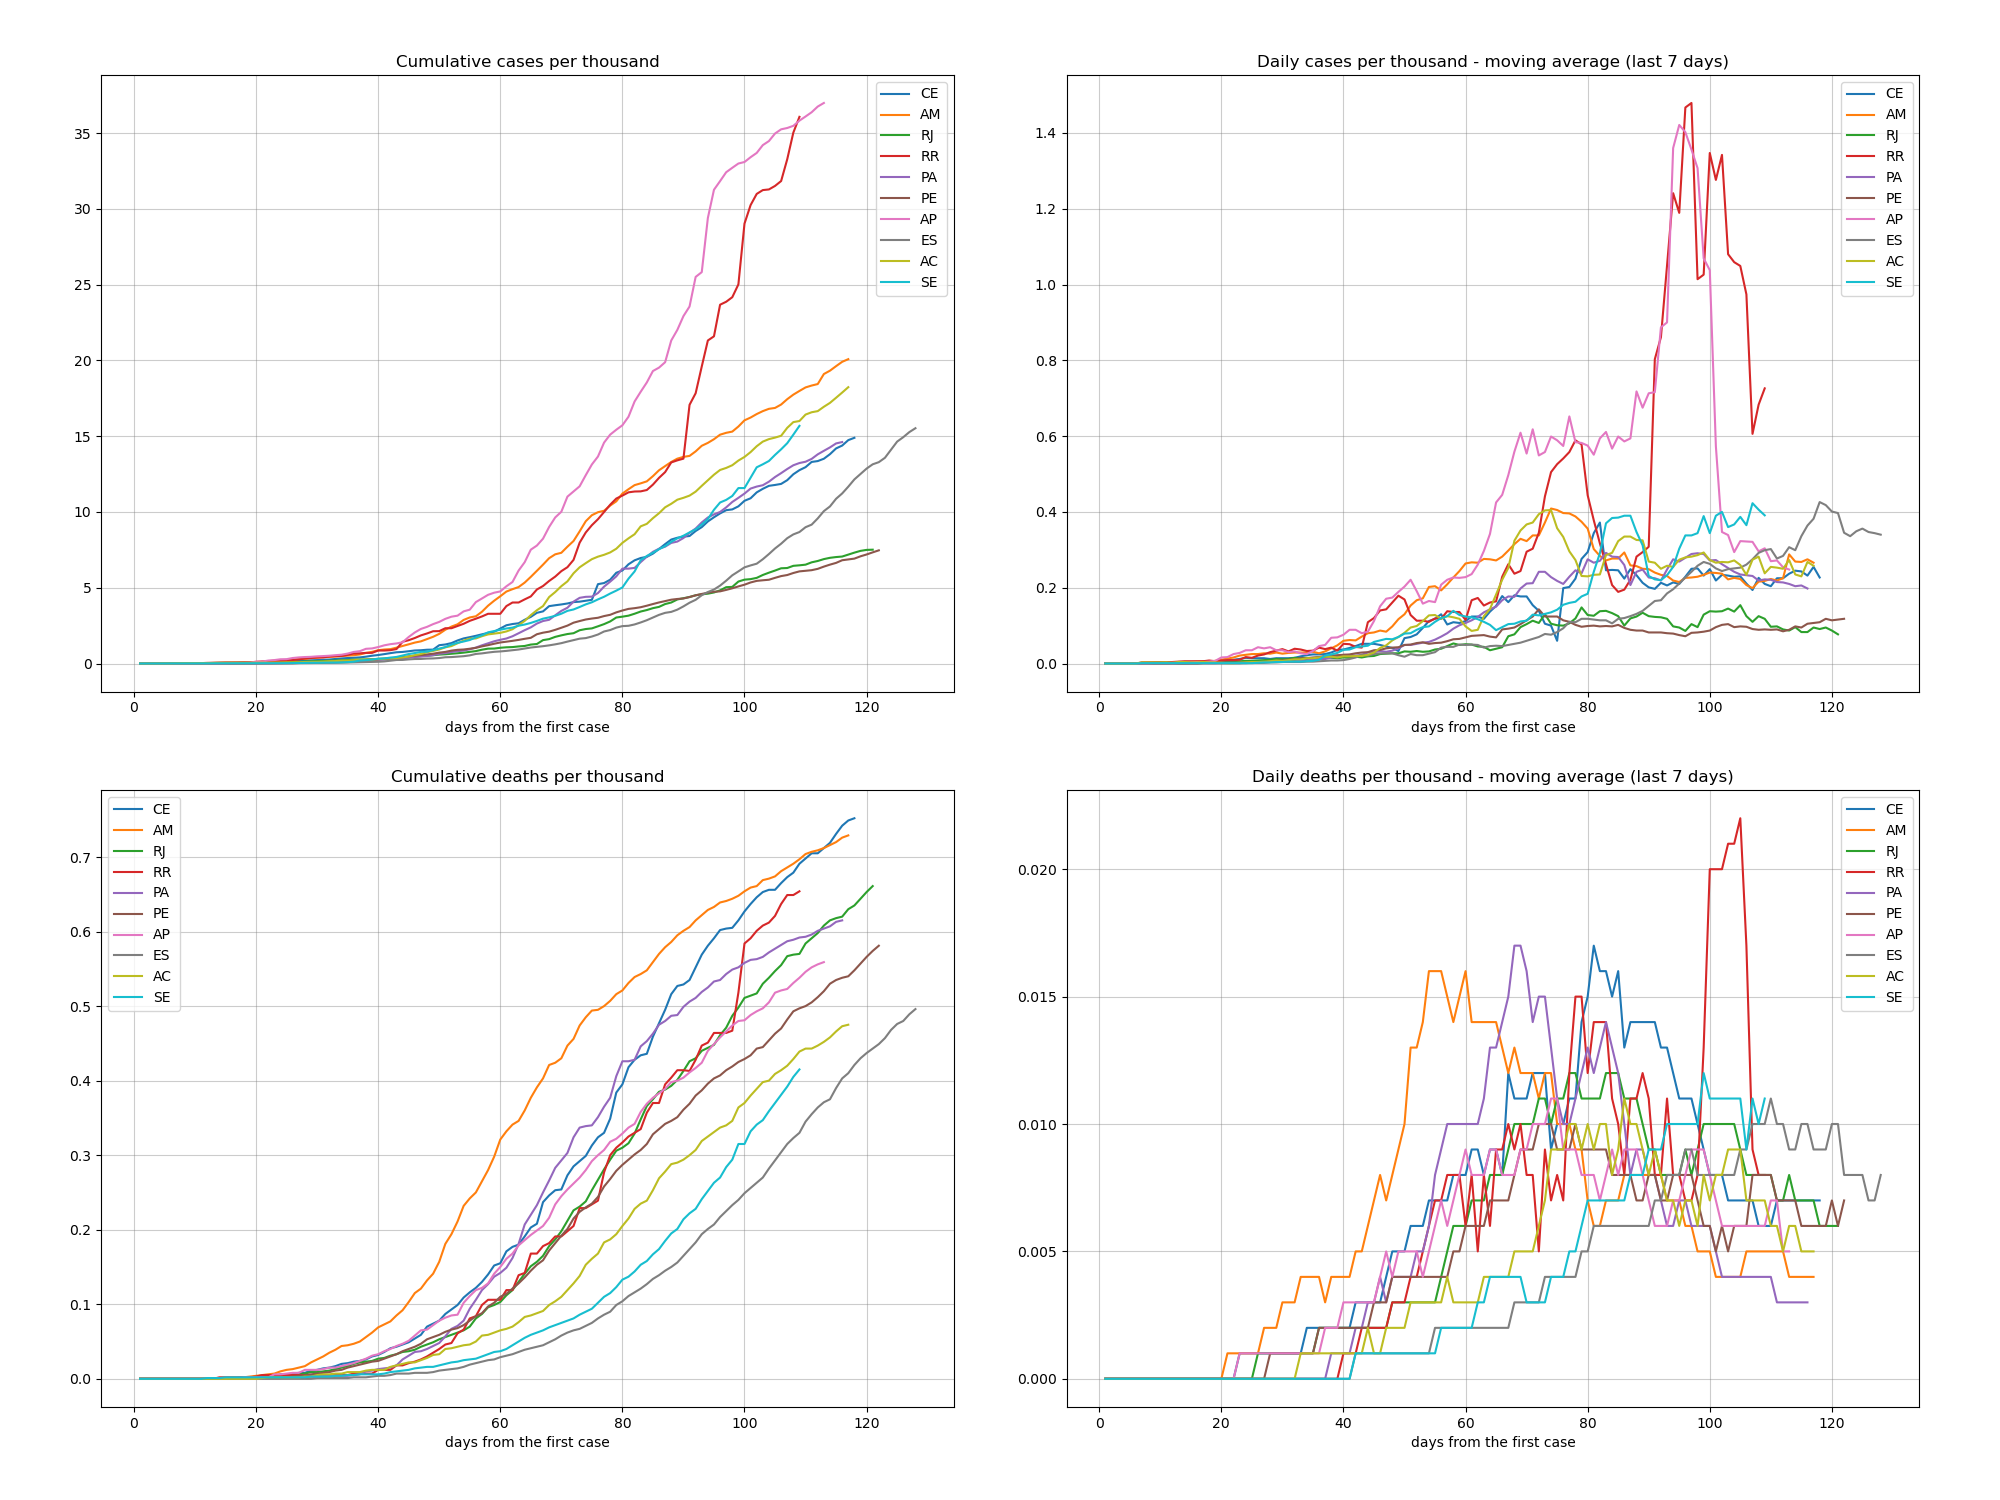 Cumulative cases per thousand
35
30
25
20
15
10
5
0
CE
AM
RJ
RR
PA
PE
AP
ES
AC
SE
0 20 40 60 80 100 120
days from the first case
Daily cases per thousand - moving average (last 7 days)
1.4
1.2
1.0
0.8
0.6
0.4
0.2
0.0
CE
AM
RJ
RR
PA
PE
AP
ES
AC
SE
0 20 40 60 80 100 120
days from the first case
Cumulative deaths per thousand
0.7
0.6
0.5
0.4
0.3
0.2
0.1
0.0
CE
AM
RJ
RR
PA
PE
AP
ES
AC
SE
0 20 40 60 80 100 120
days from the first case
Daily deaths per thousand - moving average (last 7 days)
0.020
0.015
0.010
0.005
0.000
CE
AM
RJ
RR
PA
PE
AP
ES
AC
SE
0 20 40 60 80 100 120
days from the first case